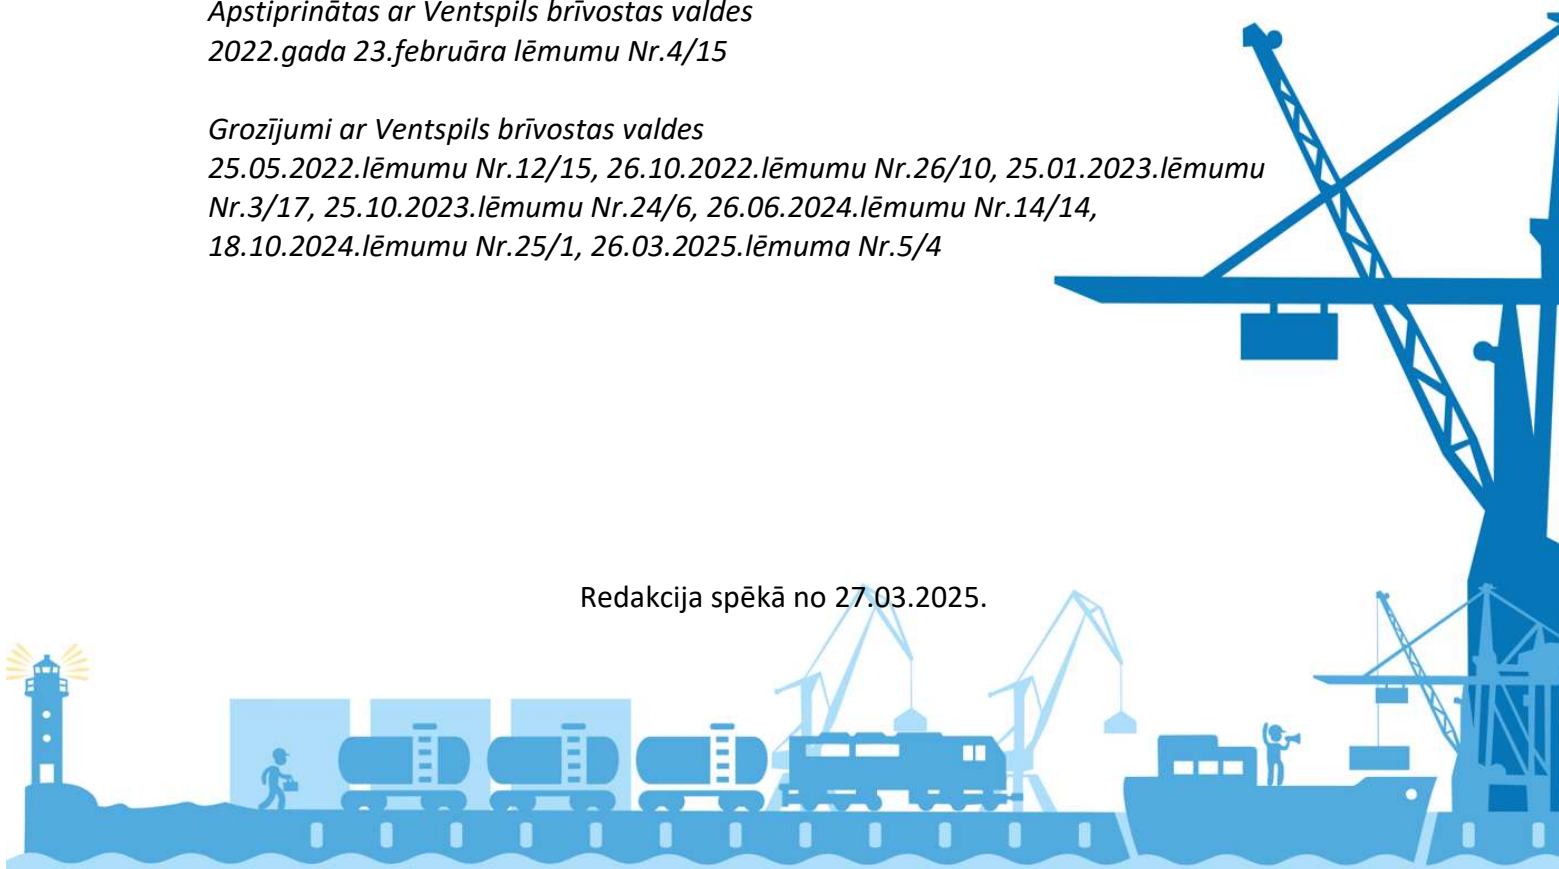 Apstiprinātas ar Ventspils brīvostas valdes
2022.gada 23.februāra lēmumu Nr.4/15
Grozījumi ar Ventspils brīvostas valdes
25.05.2022.lēmumu Nr.12/15, 26.10.2022.lēmumu Nr.26/10, 25.01.2023.lēmumu
Nr.3/17, 25.10.2023.lēmumu Nr.24/6, 26.06.2024.lēmumu Nr.14/14,
18.10.2024.lēmumu Nr.25/1, 26.03.2025.lēmuma Nr.5/4
Redakcija spēkā no 27.03.2025.